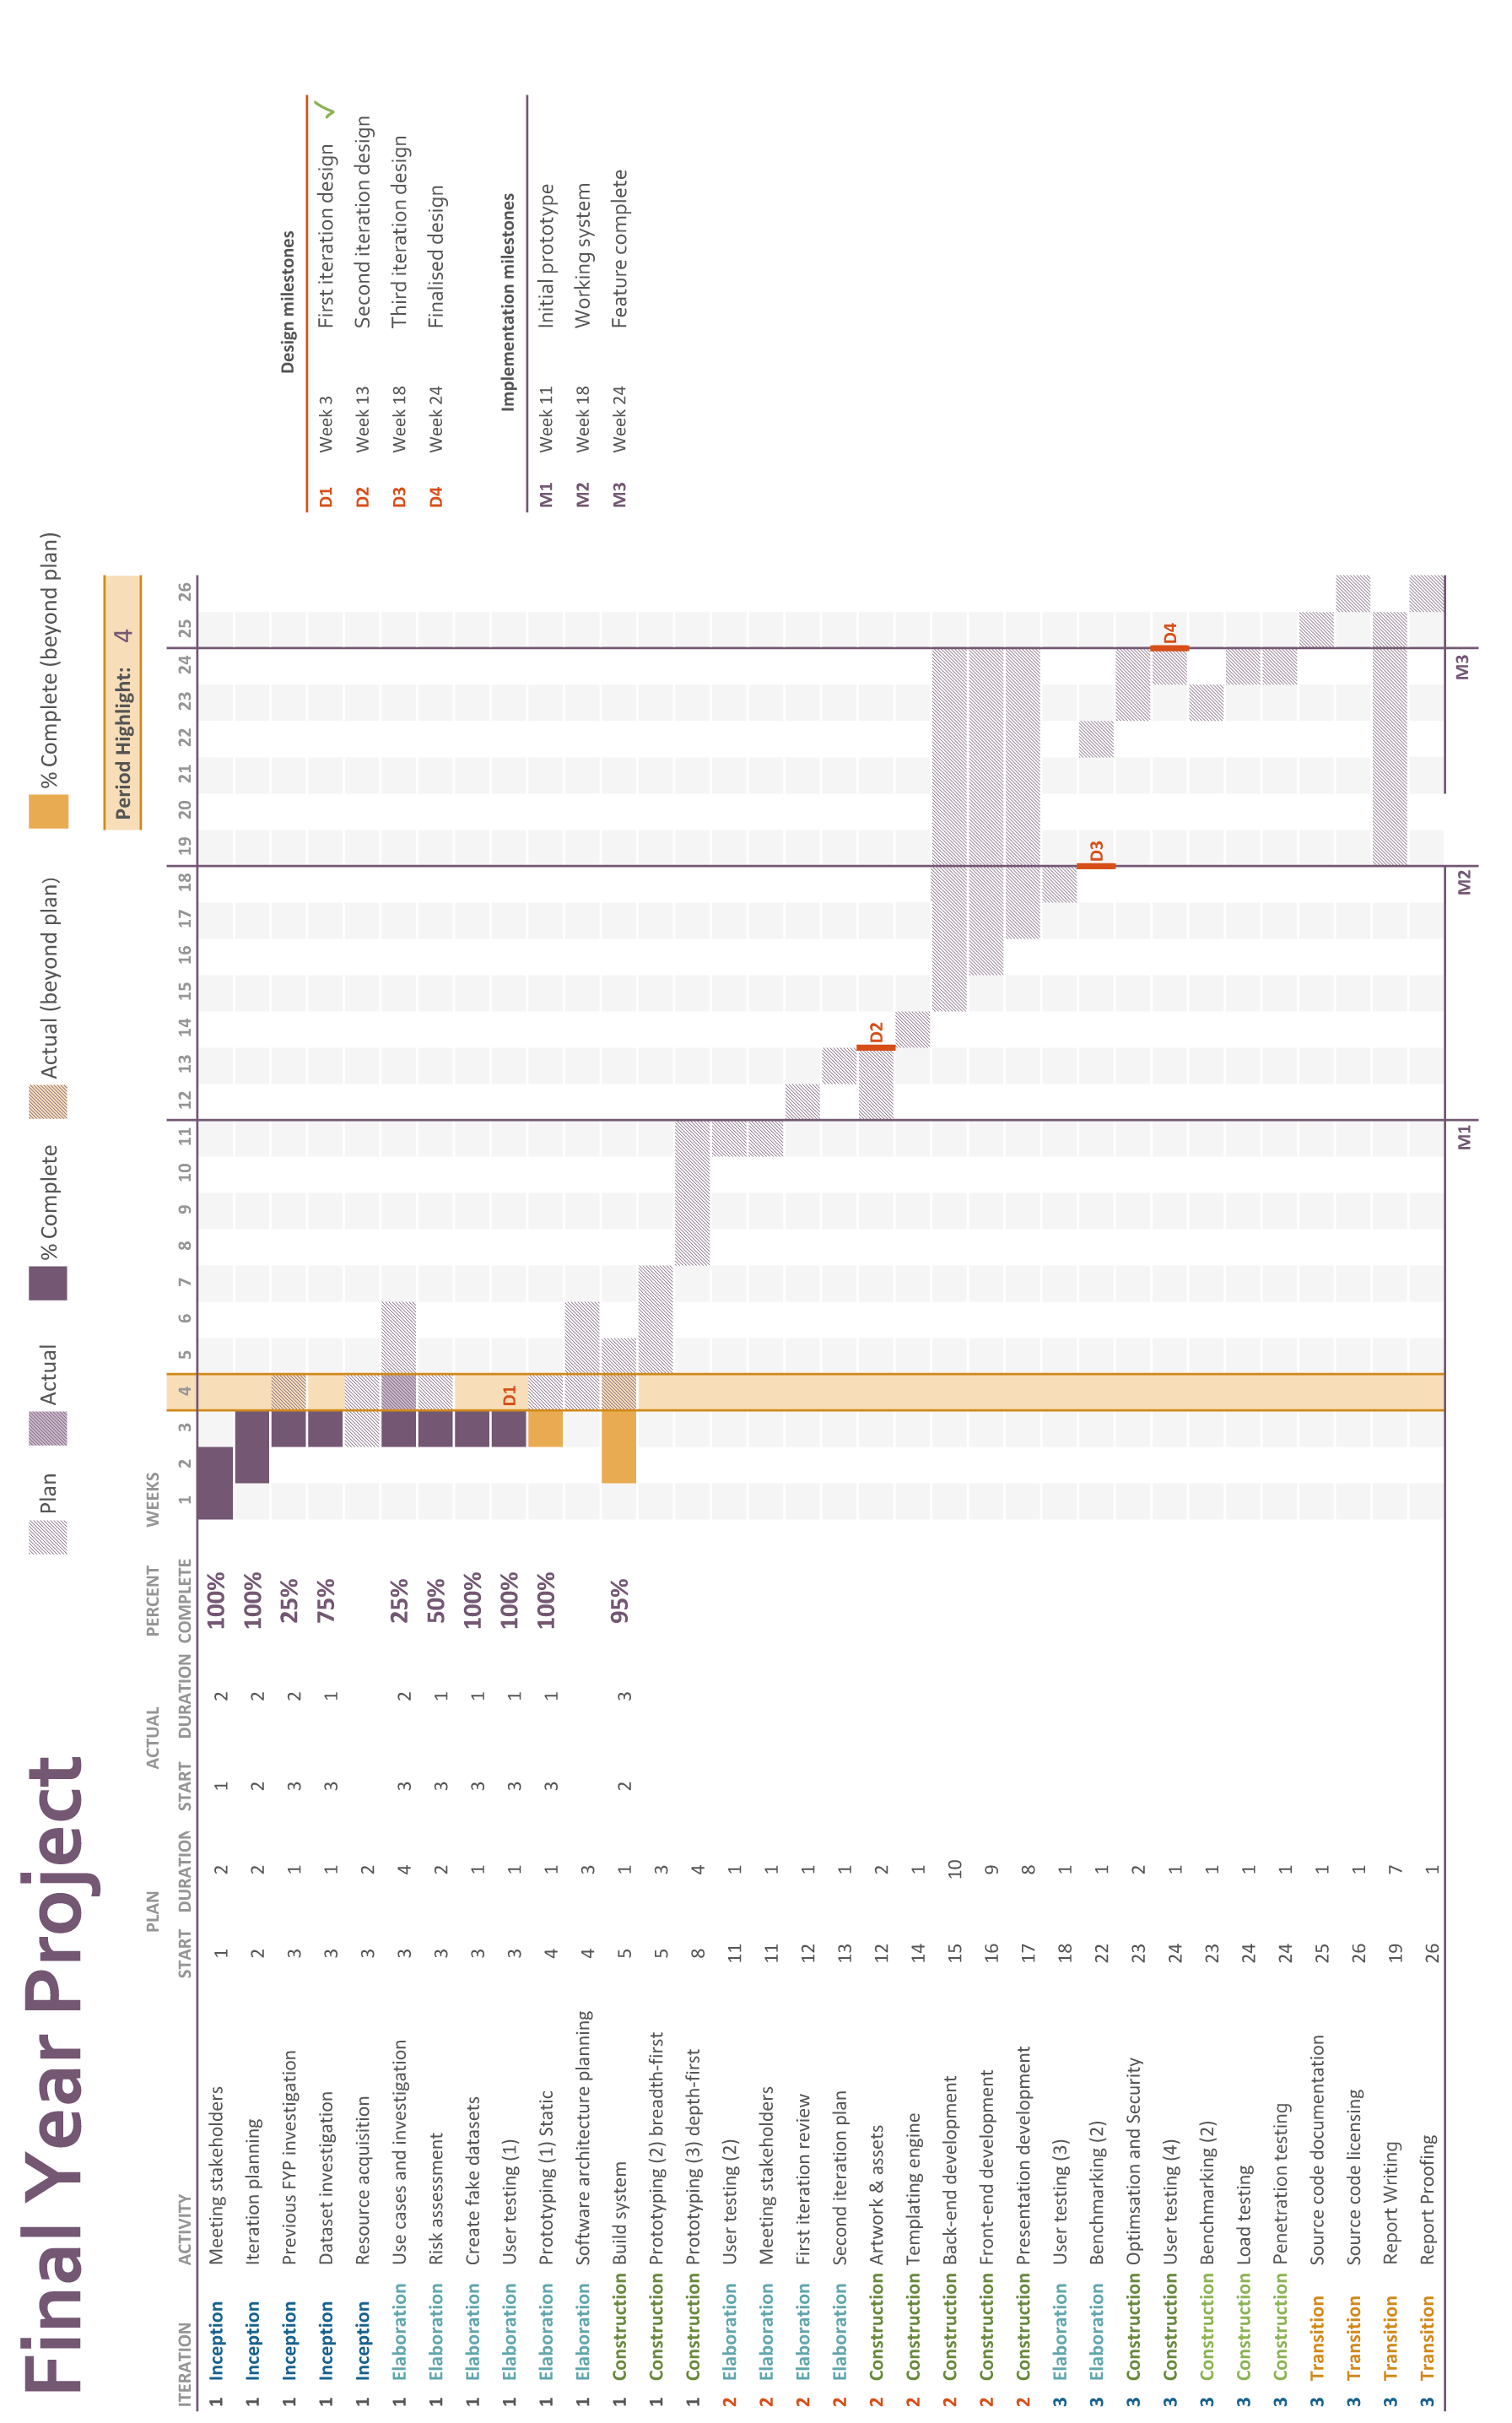 Final Year Project
Plan
Actual
% Complete
Actual (beyond plan)
% Complete (beyond plan)
Period Highlight: 4
PLAN ACTUAL PERCENT WEEKS
ITERATION ACTIVITY START DURATION START DURATION COMPLETE 1 2 3 4 5 6 7 8 9 10 11 12 13 14 15 16 17 18 19 20 21 22 23 24 25 26
1 Inception Meeting stakeholders 1 2 1 2 100%
1 Inception Iteration planning 2 2 2 2 100%
1 Inception Previous FYP investigation 3 1 3 2 25%
1 Inception Dataset investigation 3 1 3 1 75%
1 Inception Resource acquisition 3 2
1 Elaboration Use cases and investigation 3 4 3 2 25%
1 Elaboration Risk assessment 3 2 3 1 50%
1 Elaboration Create fake datasets 3 1 3 1 100%
1 Elaboration User testing (1) 3 1 3 1 100% D1
1 Elaboration Prototyping (1) Static 4 1 3 1 100%
1 Elaboration Software architecture planning 4 3
1 Construction Build system 5 1 2 3 95%
1 Construction Prototyping (2) breadth-first 5 3
1 Construction Prototyping (3) depth-first 8 4
2 Elaboration User testing (2) 11 1
2 Elaboration Meeting stakeholders 11 1
2 Elaboration First iteration review 12 1
2 Elaboration Second iteration plan 13 1
2 Construction Artwork & assets 12 2 D2
2 Construction Templating engine 14 1
2 Construction Back-end development 15 10
2 Construction Front-end development 16 9
2 Construction Presentation development 17 8
3 Elaboration User testing (3) 18 1
3 Elaboration Benchmarking (2) 22 1 D3
3 Construction Optimisation and Security 23 2
3 Construction User testing (4) 24 1 D4
3 Construction Benchmarking (2) 23 1
3 Construction Load testing 24 1
3 Construction Penetration testing 24 1
3 Transition Source code documentation 25 1
3 Transition Source code licensing 26 1
3 Transition Report Writing 19 7
3 Transition Report Proofing 26 1
M1 M2 M3
Design milestones
D1 Week 3 First iteration design ✓
D2 Week 13 Second iteration design
D3 Week 18 Third iteration design
D4 Week 24 Finalised design
Implementation milestones
M1 Week 11 Initial prototype
M2 Week 18 Working system
M3 Week 24 Feature complete